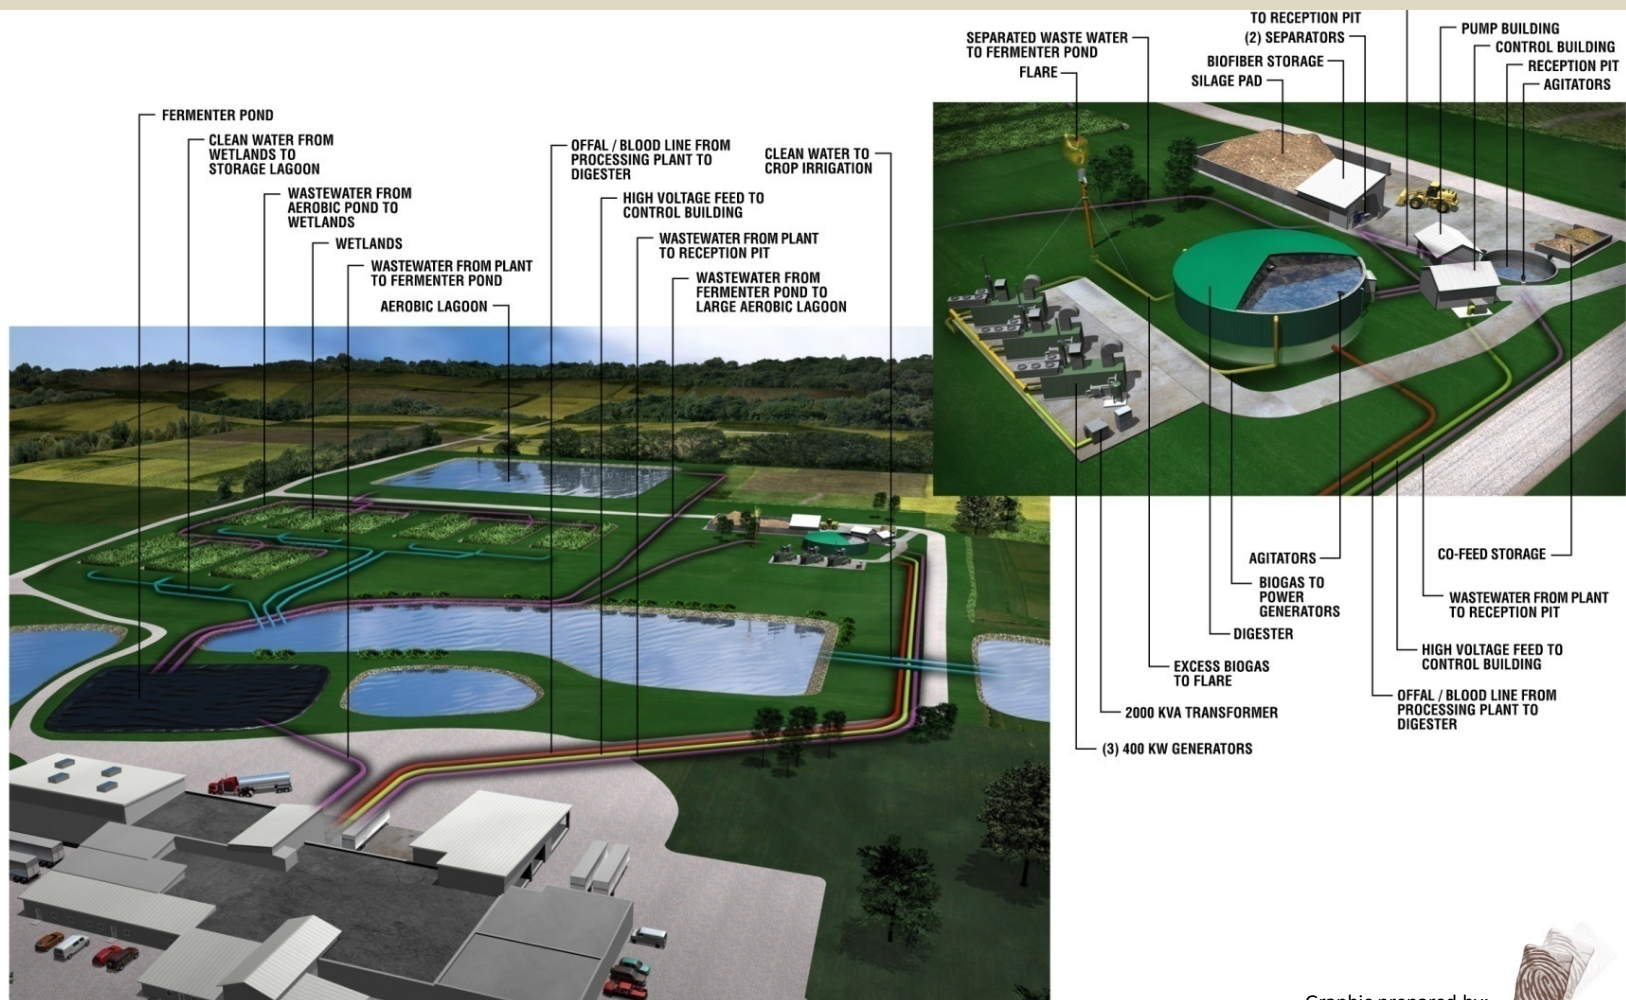 FERMENTER POND
CLEAN WATER FROM
WETLANDS TO
STORAGE LAGOON
WASTEWATER FROM
AEROBIC POND TO
WETLANDS
WETLANDS
WASTEWATER FROM PLANT
TO FERMENTER POND
AEROBIC LAGOON
OFFAL / BLOOD LINE FROM
PROCESSING PLANT TO
DIGESTER
HIGH VOLTAGE FEED TO
CONTROL BUILDING
WASTEWATER FROM PLANT
TO RECEPTION PIT
WASTEWATER FROM
FERMENTER POND TO
LARGE AEROBIC LAGOON
CLEAN WATER TO
CROP IRRIGATION
SEPARATED WASTE WATER
TO FERMENTER POND
FLARE
TO RECEPTION PIT
(2) SEPARATORS
BIOFIBER STORAGE
SILAGE PAD
PUMP BUILDING
CONTROL BUILDING
RECEPTION PIT
AGITATORS
AGITATORS
BIOGAS TO
POWER
GENERATORS
DIGESTER
EXCESS BIOGAS
TO FLARE
2000 KVA TRANSFORMER
(3) 400 KW GENERATORS
CO-FEED STORAGE
WASTEWATER FROM PLANT
TO RECEPTION PIT
HIGH VOLTAGE FEED TO
CONTROL BUILDING
OFFAL / BLOOD LINE FROM
PROCESSING PLANT TO
DIGESTER
Graphic prepared by: